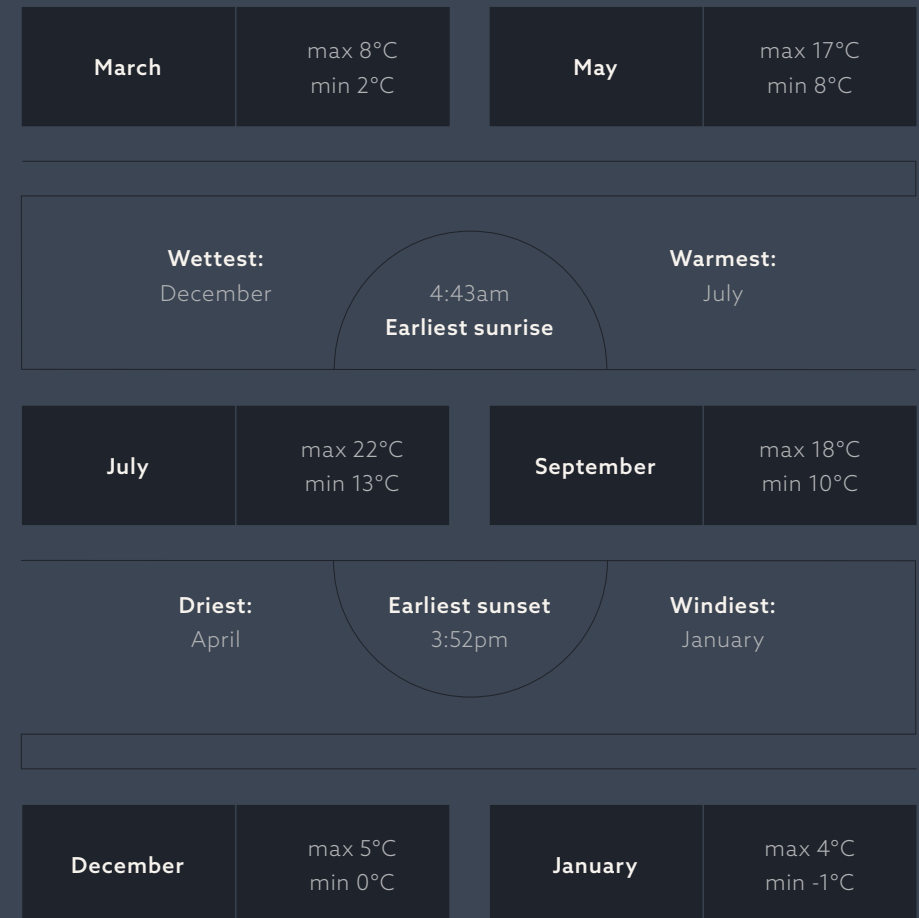 March
max 8°C
min 2°C
May
max 17°C
min 8°C
Wettest:
December
4:43am
Earliest sunrise
Warmest:
July
July
max 22°C
min 13°C
September
max 18°C
min 10°C
Driest:
April
Earliest sunset
3:52pm
Windiest:
January
December
max 5°C
min 0°C
January
max 4°C
min -1°C